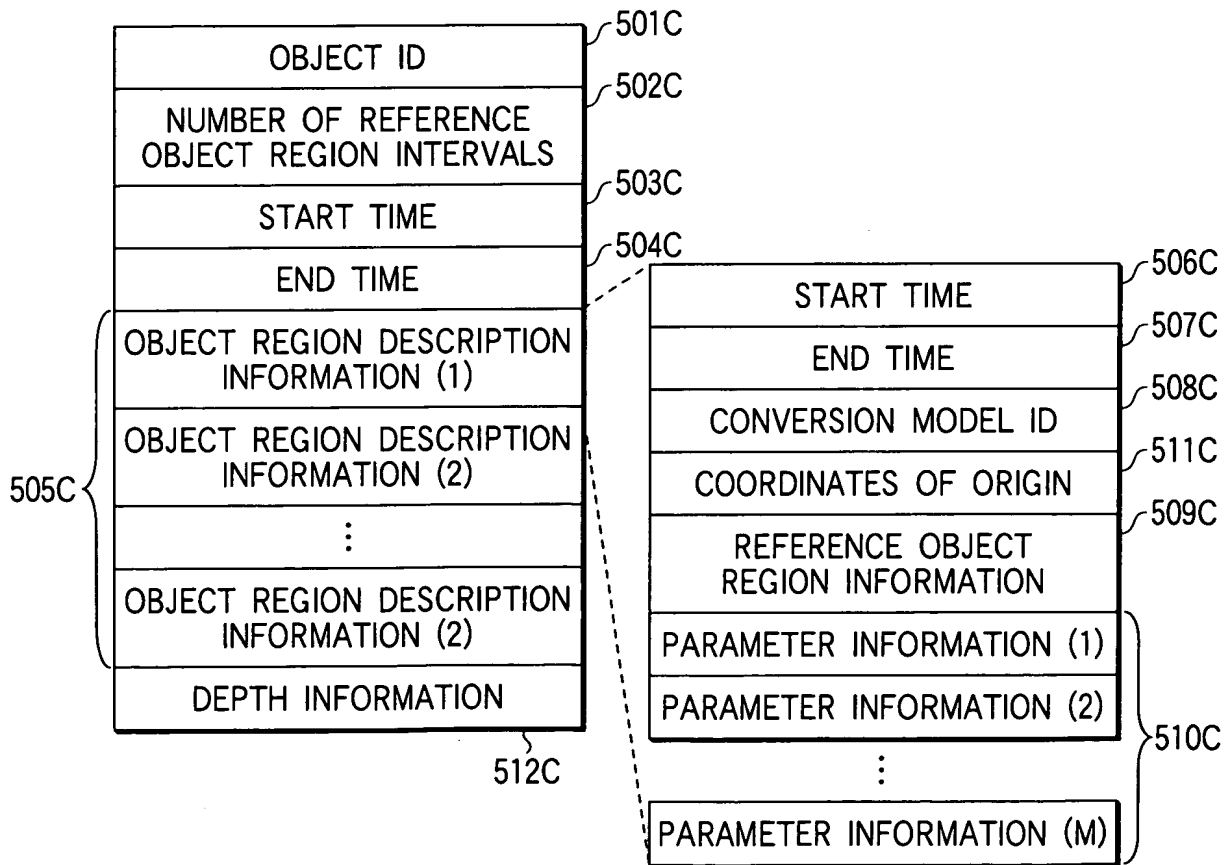 OBJECT ID
501C
NUMBER OF REFERENCE
OBJECT REGION INTERVALS
502C
START TIME
503C
END TIME
504C
OBJECT REGION DESCRIPTION
INFORMATION (1)
OBJECT REGION DESCRIPTION
INFORMATION (2)
⋮
OBJECT REGION DESCRIPTION
INFORMATION (2)
505C
DEPTH INFORMATION
512C
START TIME
506C
END TIME
507C
CONVERSION MODEL ID
508C
COORDINATES OF ORIGIN
511C
REFERENCE OBJECT
REGION INFORMATION
509C
PARAMETER INFORMATION (1)
PARAMETER INFORMATION (2)
⋮
PARAMETER INFORMATION (M)
510C